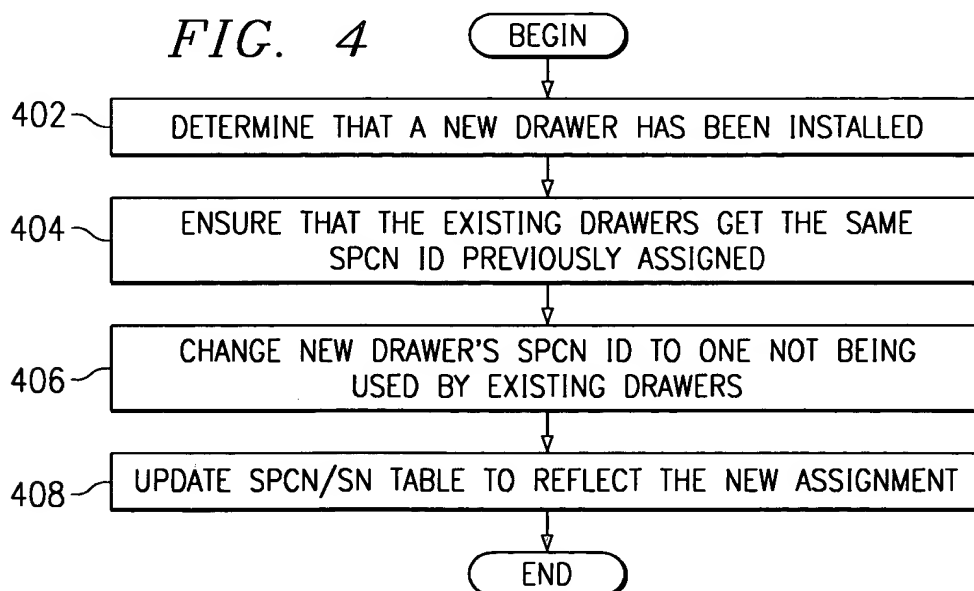 FIG. 4
BEGIN
402
DETERMINE THAT A NEW DRAWER HAS BEEN INSTALLED
404
ENSURE THAT THE EXISTING DRAWERS GET THE SAME
SPCN ID PREVIOUSLY ASSIGNED
406
CHANGE NEW DRAWER'S SPCN ID TO ONE NOT BEING
USED BY EXISTING DRAWERS
408
UPDATE SPCN/SN TABLE TO REFLECT THE NEW ASSIGNMENT
END